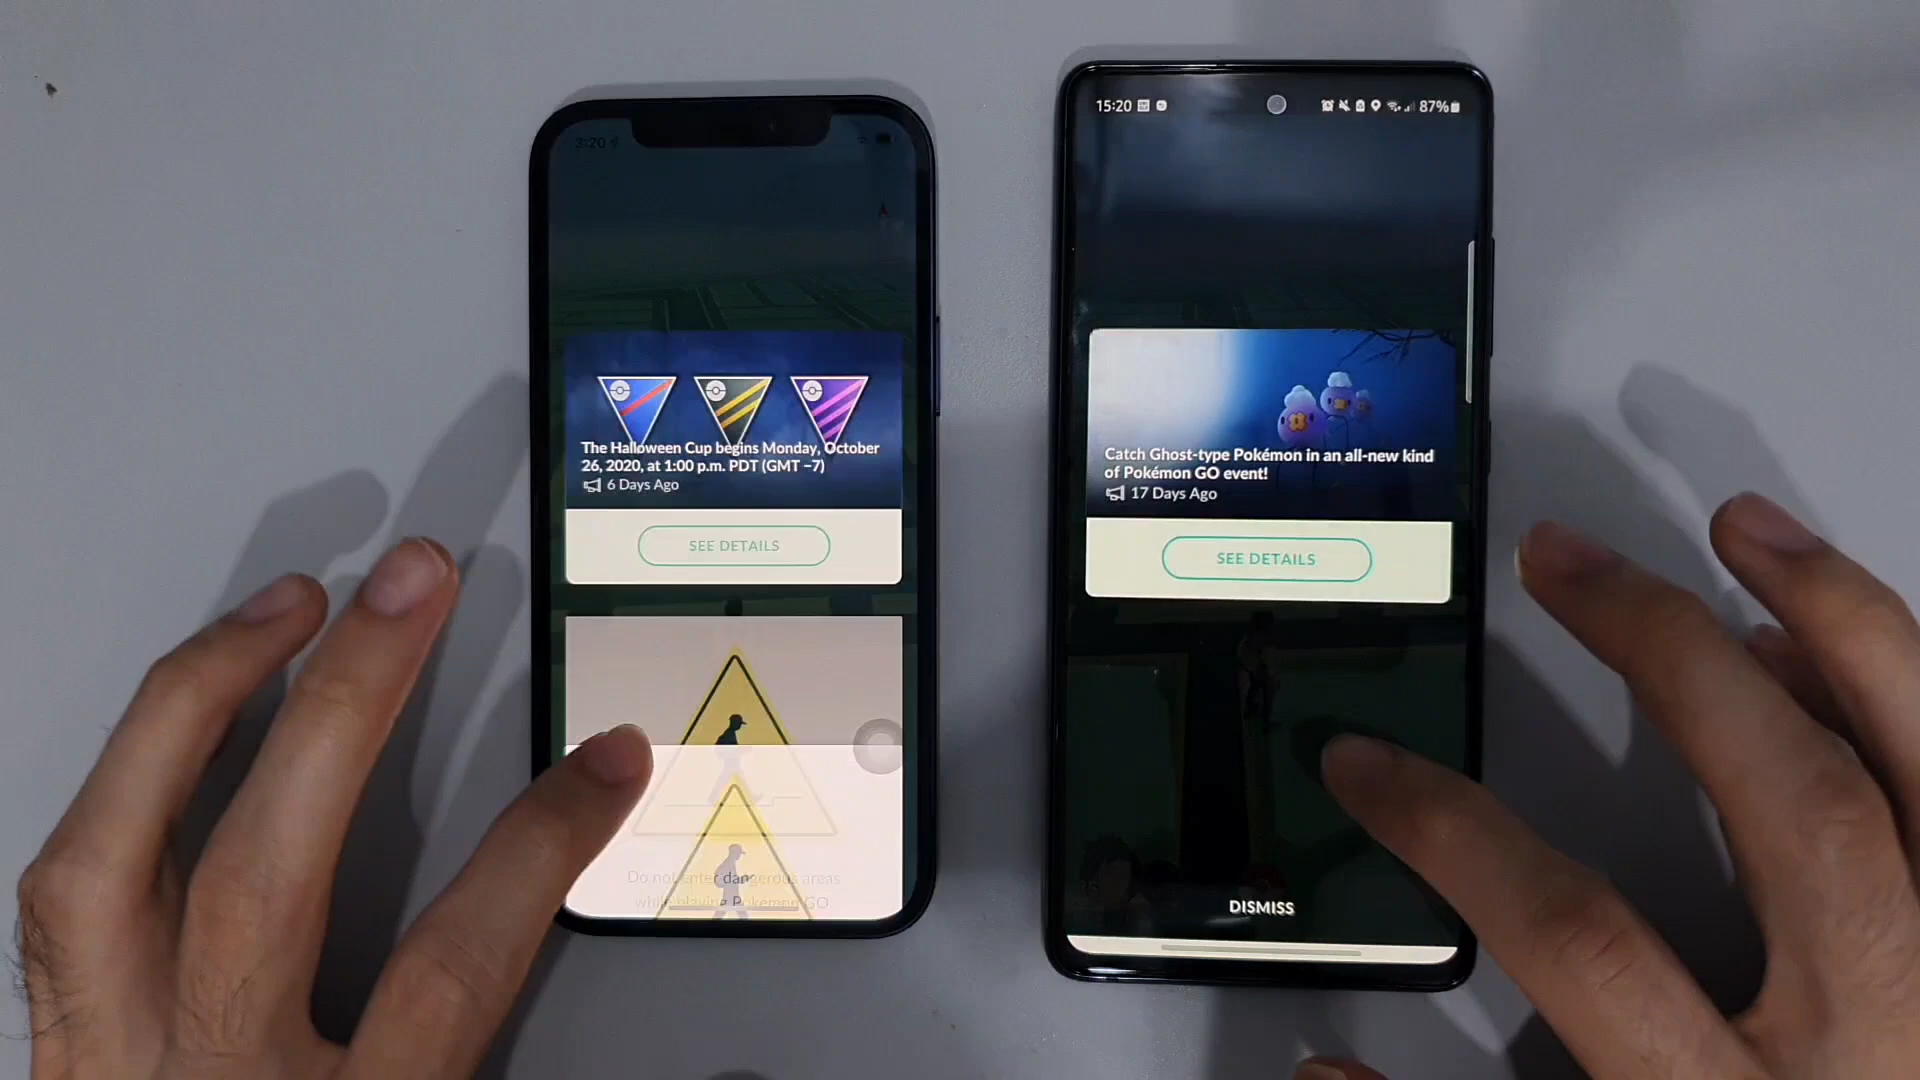 3:20
The Halloween Cup begins Monday, October
26, 2020, at 1:00 p.m. PDT (GMT −7)
6 Days Ago
SEE DETAILS
Do not enter dangerous areas
while playing Pokémon GO
15:20
87%
Catch Ghost-type Pokémon in an all-new kind
of Pokémon GO event!
17 Days Ago
SEE DETAILS
DISMISS